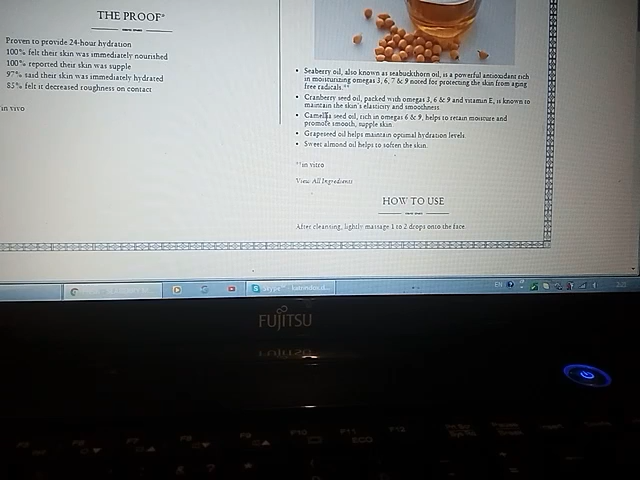 THE PROOF*
Proven to provide 24-hour hydration
100% felt their skin was immediately nourished
100% reported their skin was supple
97% said their skin was immediately hydrated
85% felt it decreased roughness on contact
in vivo
• Seaberry oil, also known as seabuckthorn oil, is a powerful antioxidant rich
in moisturizing omegas 3, 6, 7 & 9 noted for protecting the skin from aging
free radicals.**
• Cranberry seed oil, packed with omegas 3, 6 & 9 and vitamin E, is known to
maintain the skin's elasticity and smoothness
• Camellia seed oil, rich in omegas 6 & 9, helps to retain moisture and
promote smooth, supple skin
• Grapeseed oil helps maintain optimal hydration levels
• Sweet almond oil helps to soften the skin.
**in vitro
View All Ingredients
HOW TO USE
After cleansing, lightly massage 1 to 2 drops onto the face
Skype™ -
EN
FUJITSU
F9
F10
F11
F12
ECO